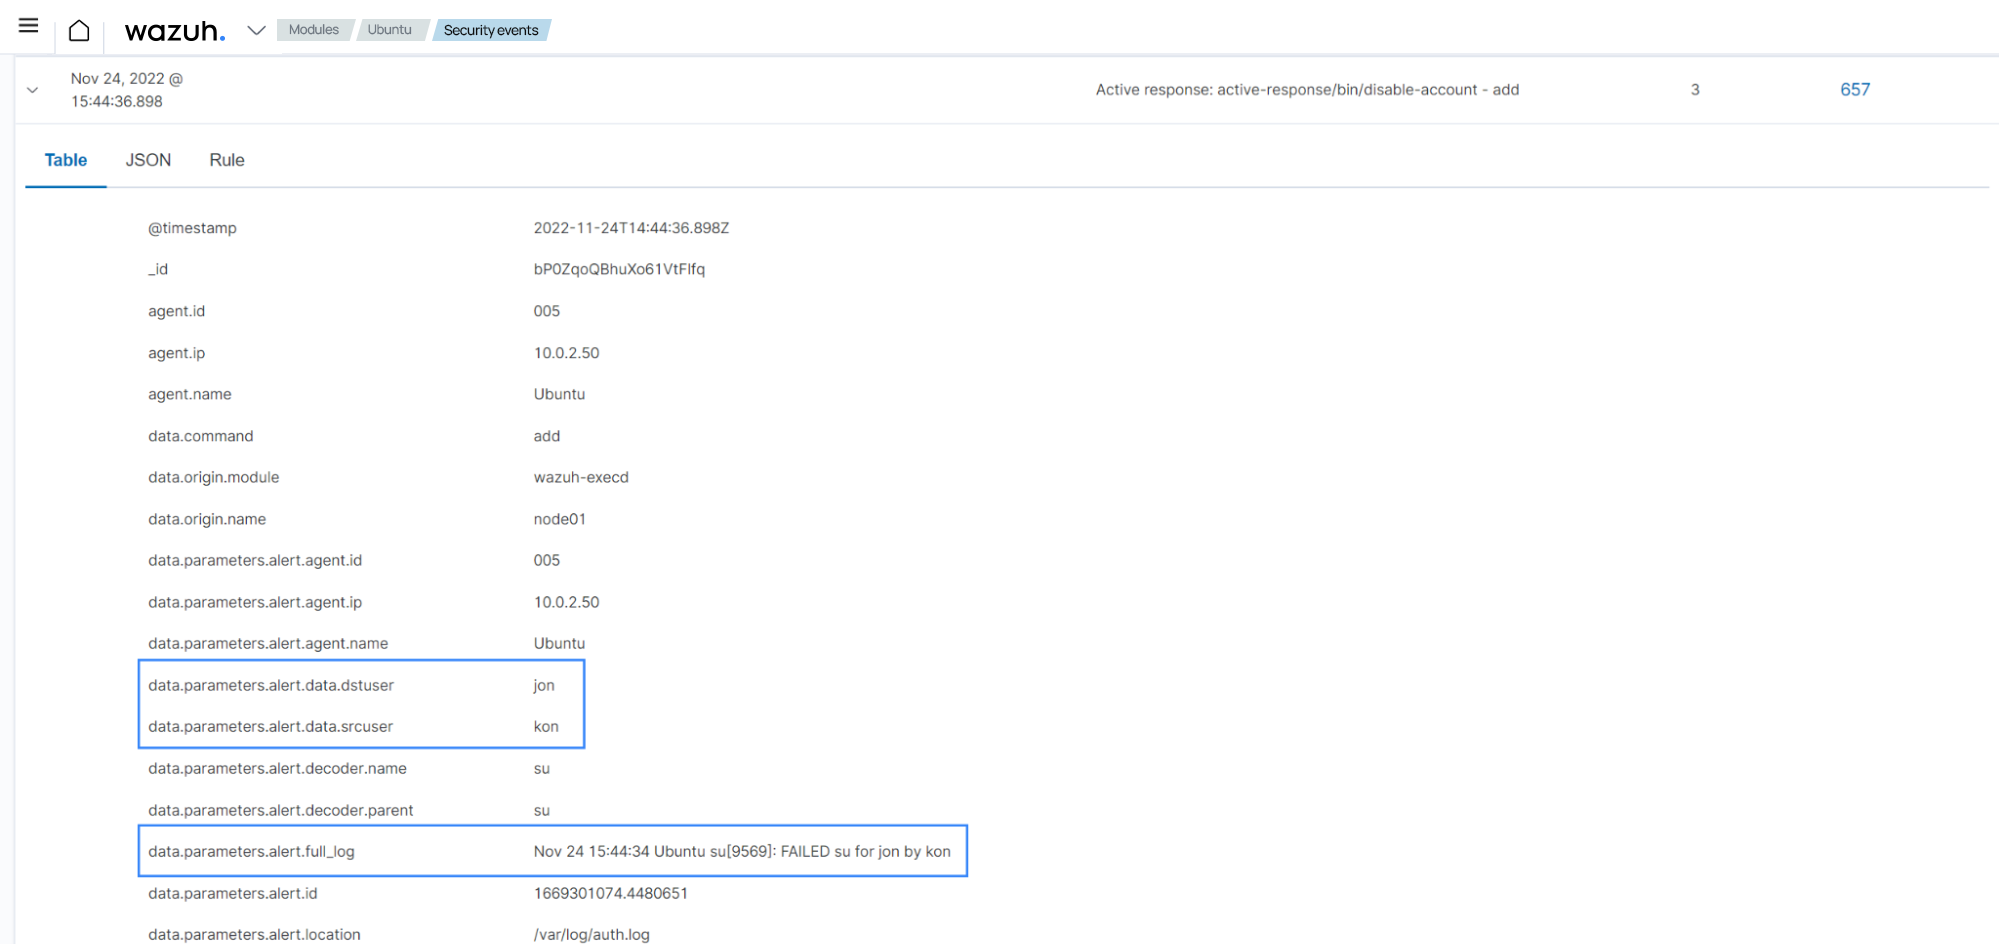 wazuh.
Modules
Ubuntu
Security events
Nov 24, 2022 @
15:44:36.898
Active response: active-response/bin/disable-account - add
3
657
Table
JSON
Rule
@timestamp 2022-11-24T14:44:36.898Z
_id bP0ZqoQBhuXo61VtFlfq
agent.id 005
agent.ip 10.0.2.50
agent.name Ubuntu
data.command add
data.origin.module wazuh-execd
data.origin.name node01
data.parameters.alert.agent.id 005
data.parameters.alert.agent.ip 10.0.2.50
data.parameters.alert.agent.name Ubuntu
data.parameters.alert.data.dstuser jon
data.parameters.alert.data.srcuser kon
data.parameters.alert.decoder.name su
data.parameters.alert.decoder.parent su
data.parameters.alert.full_log Nov 24 15:44:34 Ubuntu su[9569]: FAILED su for jon by kon
data.parameters.alert.id 1669301074.4480651
data.parameters.alert.location /var/log/auth.log